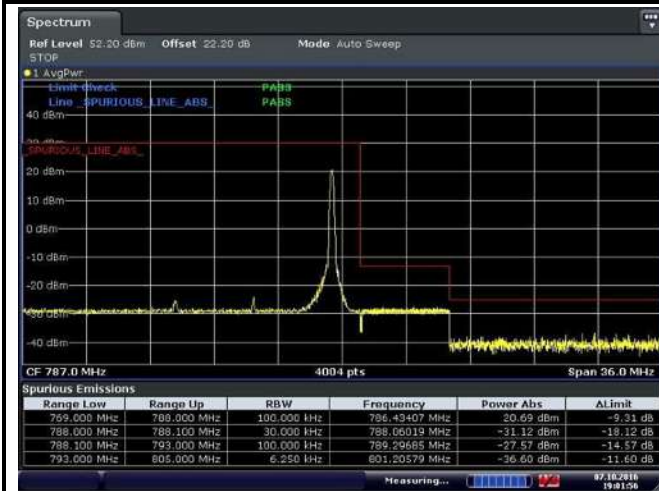 Spectrum
Ref Level 52.20 dBm Offset 22.20 dB Mode Auto Sweep
STOP
1 AvgPwr
Limit Check PASS
Line _SPURIOUS_LINE_ABS_ PASS
40 dBm
30 dBm
_SPURIOUS_LINE_ABS_
20 dBm
10 dBm
0 dBm
-10 dBm
-20 dBm
-30 dBm
-40 dBm
CF 787.0 MHz 4004 pts Span 36.0 MHz
Spurious Emissions
Range Low Range Up RBW Frequency Power Abs ΔLimit
769.000 MHz 788.000 MHz 100.000 kHz 786.43407 MHz 20.69 dBm -9.31 dB
788.000 MHz 788.100 MHz 30.000 kHz 788.06019 MHz -31.12 dBm -18.12 dB
788.100 MHz 793.000 MHz 100.000 kHz 789.29685 MHz -27.57 dBm -14.57 dB
793.000 MHz 805.000 MHz 6.250 kHz 801.20579 MHz -36.60 dBm -11.60 dB
Measuring... 07.10.2016
19:01:56